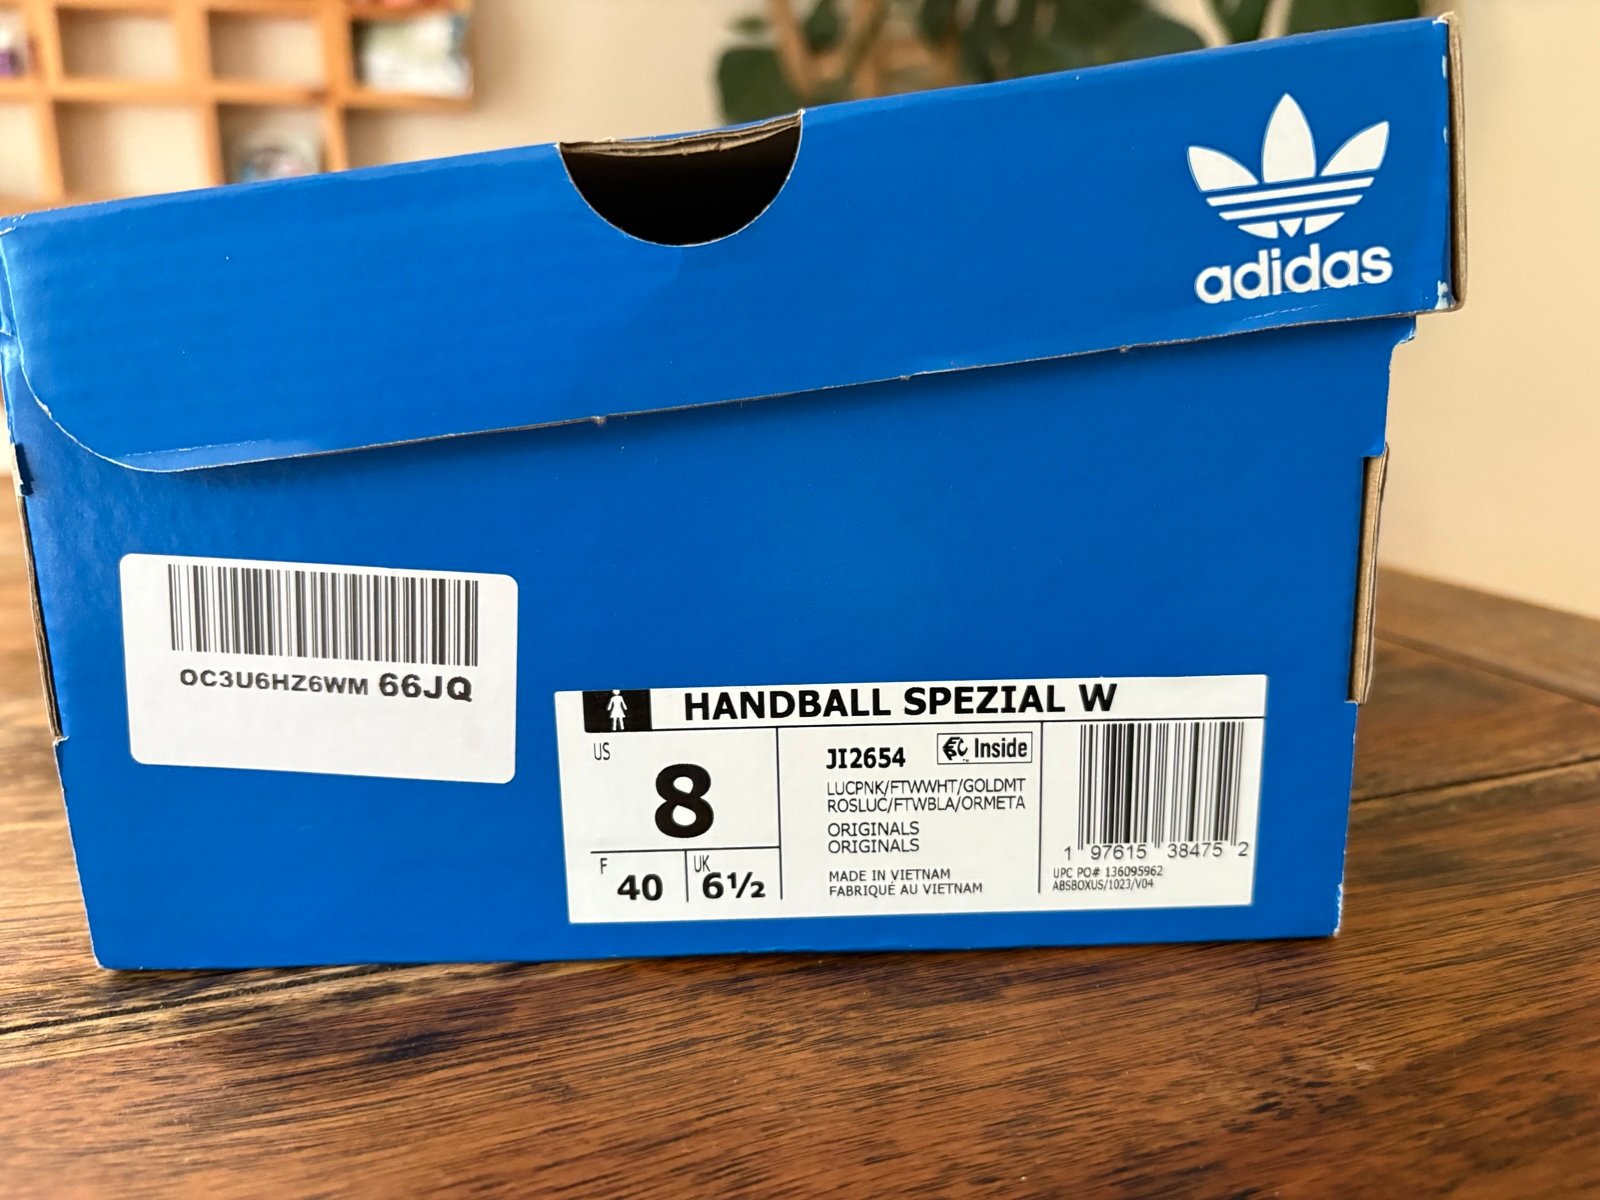 adidas
OC3U6HZ6WM 66JQ
HANDBALL SPEZIAL W
US
8
F
40
UK
6½
JI2654
EC Inside
LUCPNK/FTWWHT/GOLDMT
ROSLUC/FTWBLA/ORMETA
ORIGINALS
ORIGINALS
MADE IN VIETNAM
FABRIQUÉ AU VIETNAM
1 97615 38475 2
UPC PO# 136095962
ABSBOXUS/1023/V04